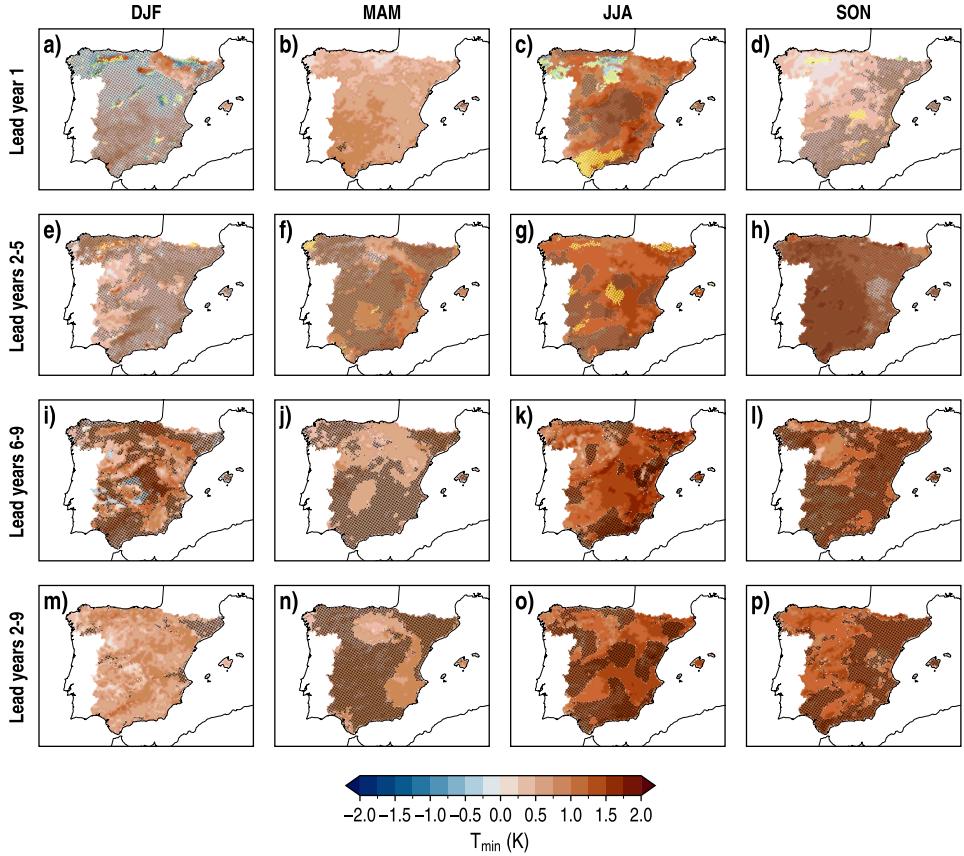 DJF MAM JJA SON
Lead year 1
a) b) c) d)
Lead years 2-5
e) f) g) h)
Lead years 6-9
i) j) k) l)
Lead years 2-9
m) n) o) p)
−2.0 −1.5 −1.0 −0.5 0.0 0.5 1.0 1.5 2.0
Tmin (K)